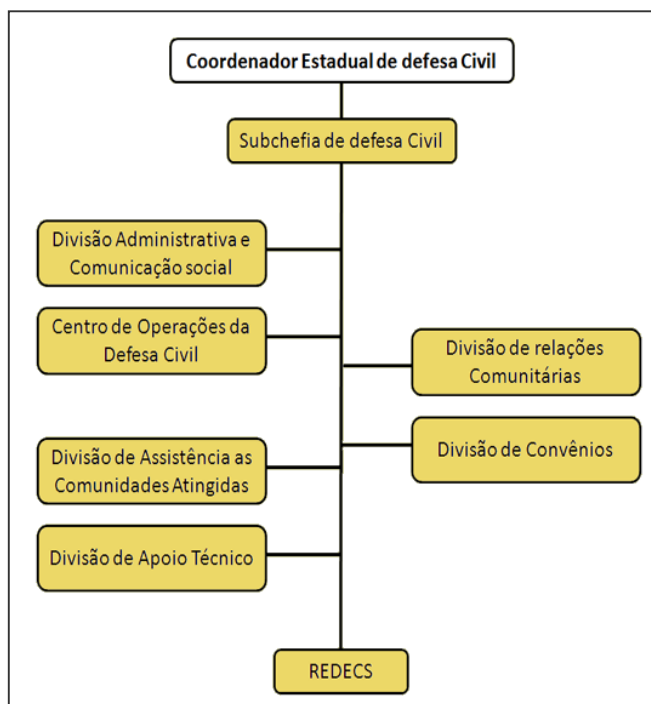 Coordenador Estadual de defesa Civil
Subchefia de defesa Civil
Divisão Administrativa e
Comunicação social
Centro de Operações da
Defesa Civil
Divisão de relações
Comunitárias
Divisão de Convênios
Divisão de Assistência as
Comunidades Atingidas
Divisão de Apoio Técnico
REDECS